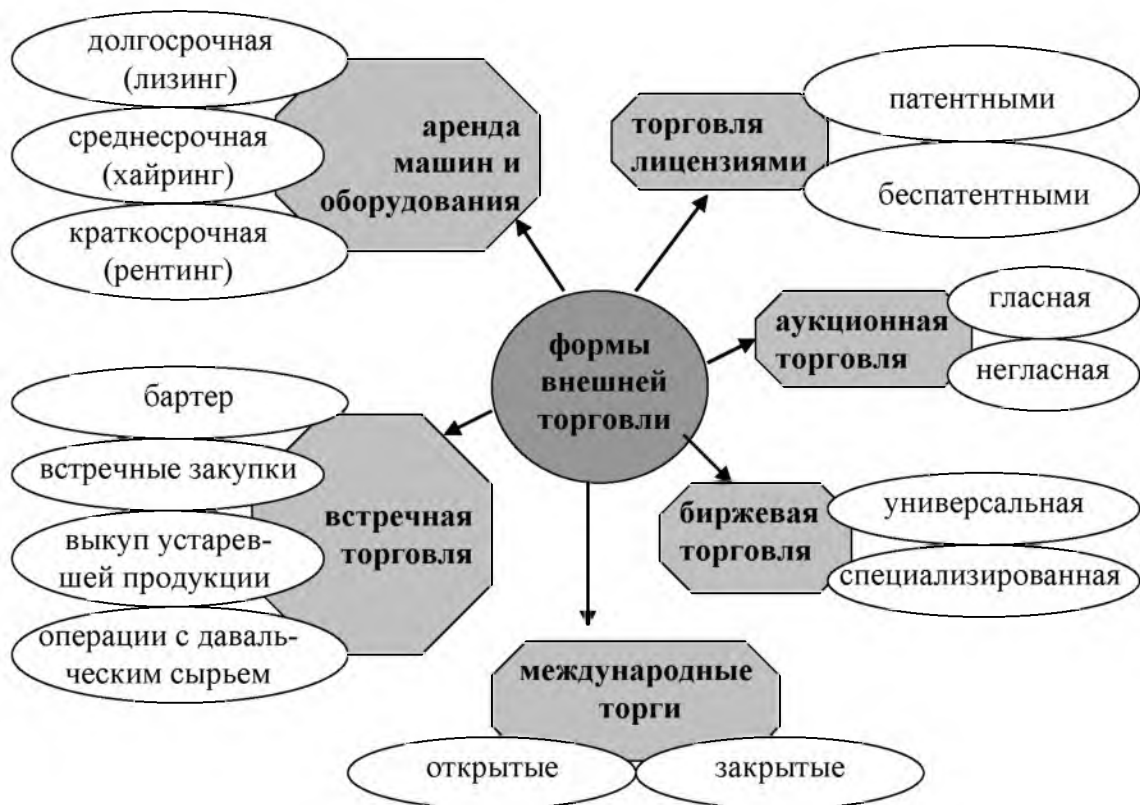 долгосрочная
(лизинг)
среднесрочная
(хайринг)
краткосрочная
(рентинг)
аренда
машин и
оборудования
торговля
лицензиями
патентными
беспатентными
формы
внешней
торговли
аукционная
торговля
гласная
негласная
бартер
встречные закупки
выкуп устарев-
шей продукции
операции с даваль-
ческим сырьем
встречная
торговля
биржевая
торговля
универсальная
специализированная
международные
торги
открытые
закрытые